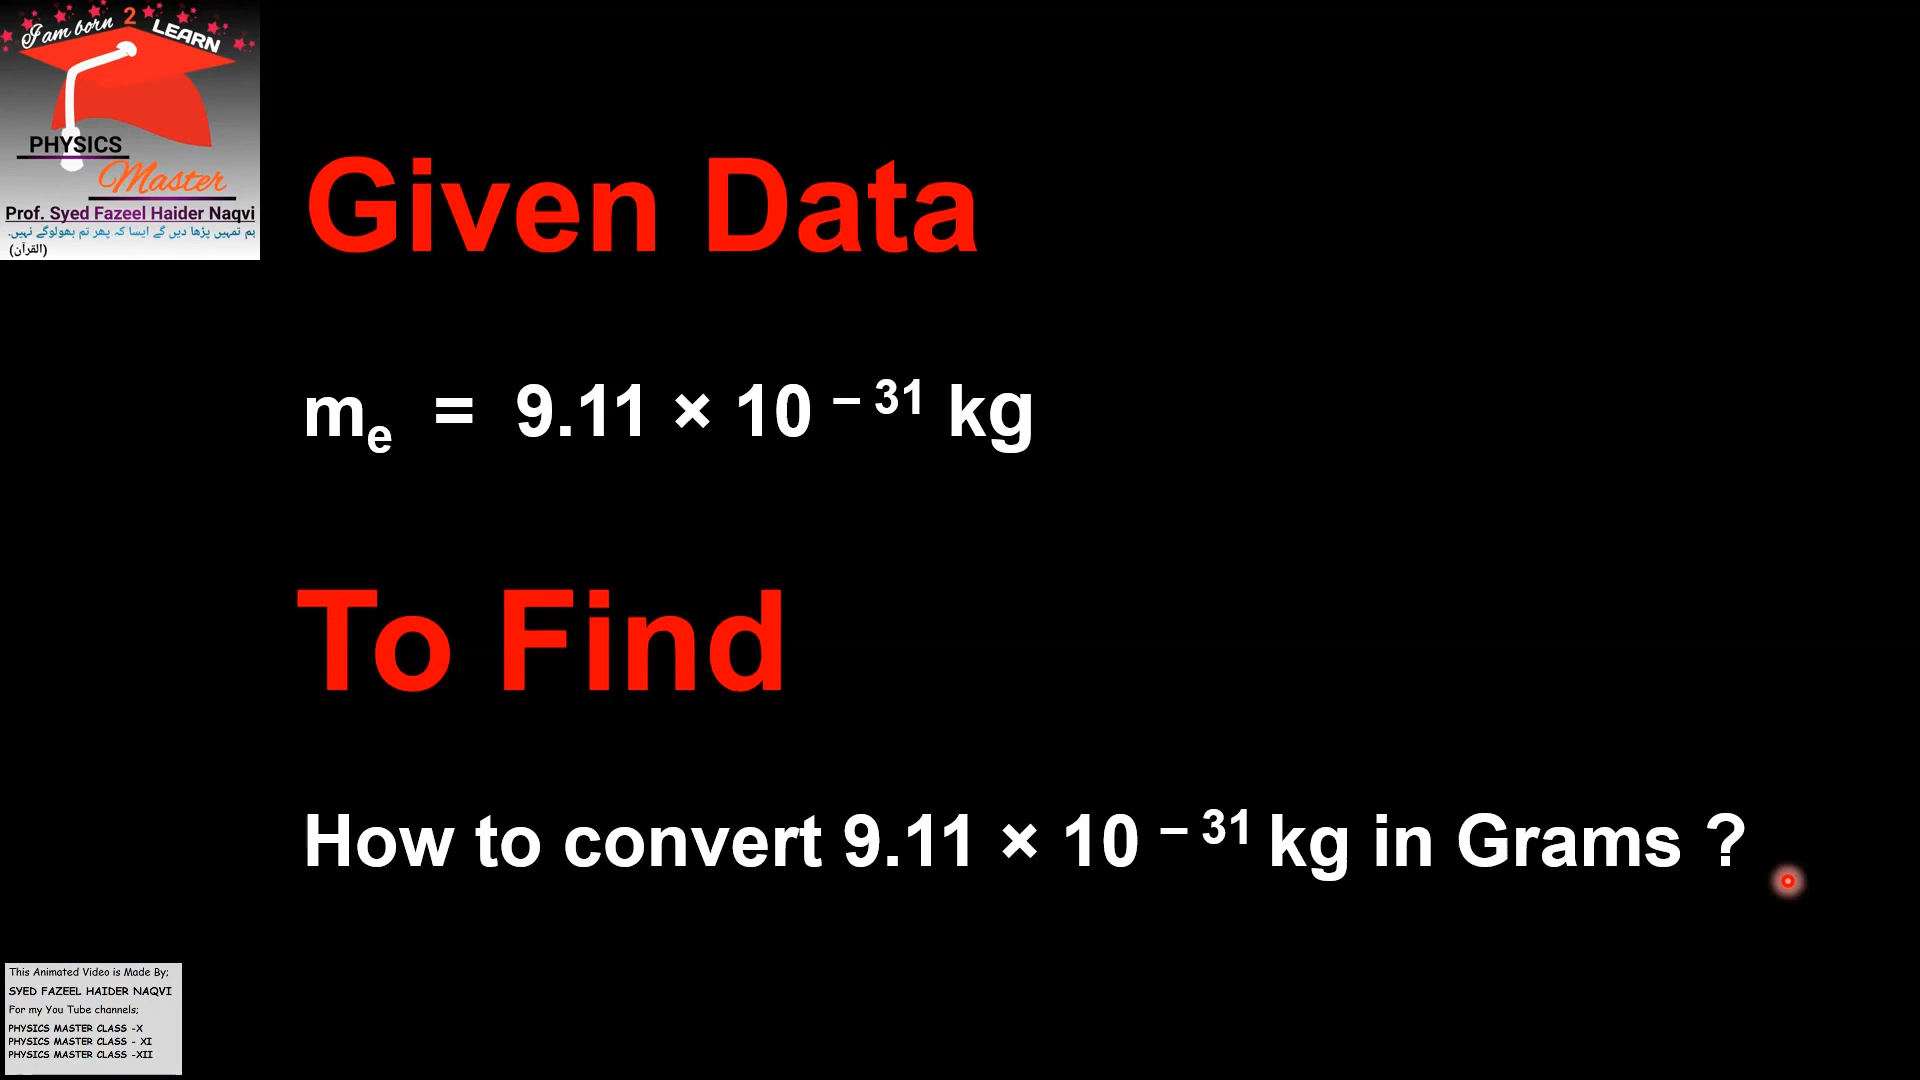 I am born 2 LEARN
PHYSICS
Master
Prof. Syed Fazeel Haider Naqvi
ہم تمہیں پڑھا دیں گے ایسا کہ پھر تم بھولوگے نہیں۔
(القرآن)
Given Data
mₑ = 9.11 × 10 ⁻ ³¹ kg
To Find
How to convert 9.11 × 10 ⁻ ³¹ kg in Grams ?
This Animated Video is Made By;
SYED FAZEEL HAIDER NAQVI
For my You Tube channels;
PHYSICS MASTER CLASS -X
PHYSICS MASTER CLASS - XI
PHYSICS MASTER CLASS -XII